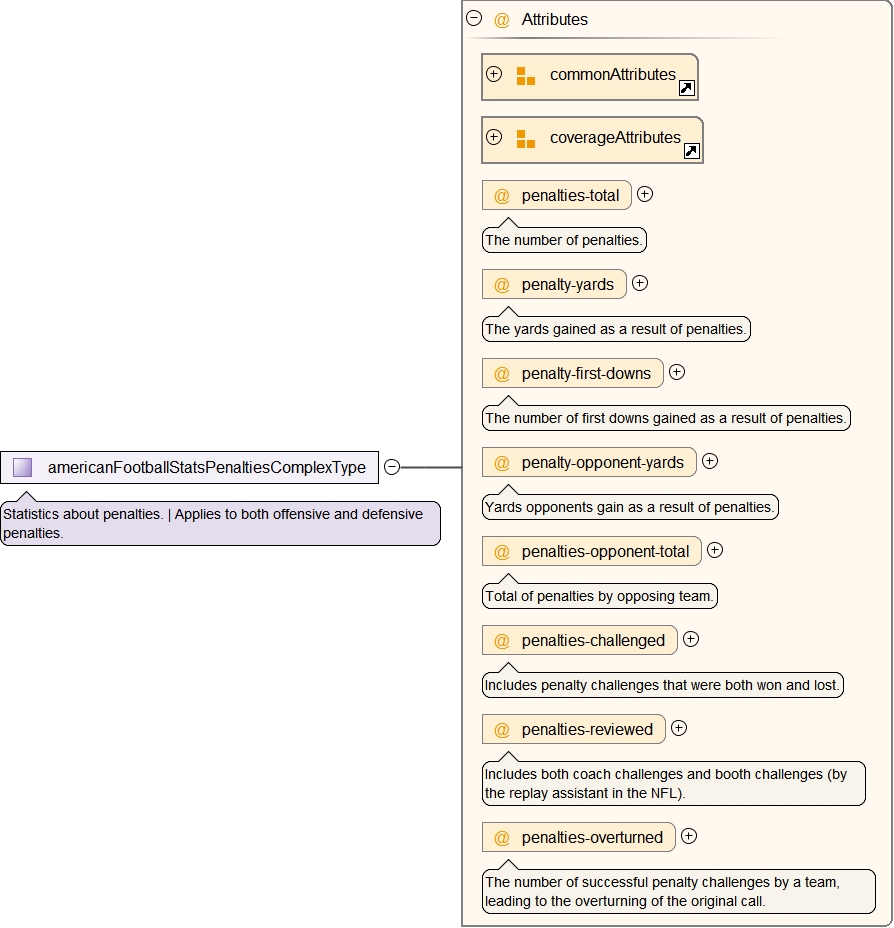 @ Attributes
commonAttributes
coverageAttributes
@ penalties-total
The number of penalties.
@ penalty-yards
The yards gained as a result of penalties.
@ penalty-first-downs
The number of first downs gained as a result of penalties.
@ penalty-opponent-yards
americanFootballStatsPenaltiesComplexType
Statistics about penalties. | Applies to both offensive and defensive
penalties.
Yards opponents gain as a result of penalties.
@ penalties-opponent-total
Total of penalties by opposing team.
@ penalties-challenged
Includes penalty challenges that were both won and lost.
@ penalties-reviewed
Includes both coach challenges and booth challenges (by
the replay assistant in the NFL).
@ penalties-overturned
The number of successful penalty challenges by a team,
leading to the overturning of the original call.